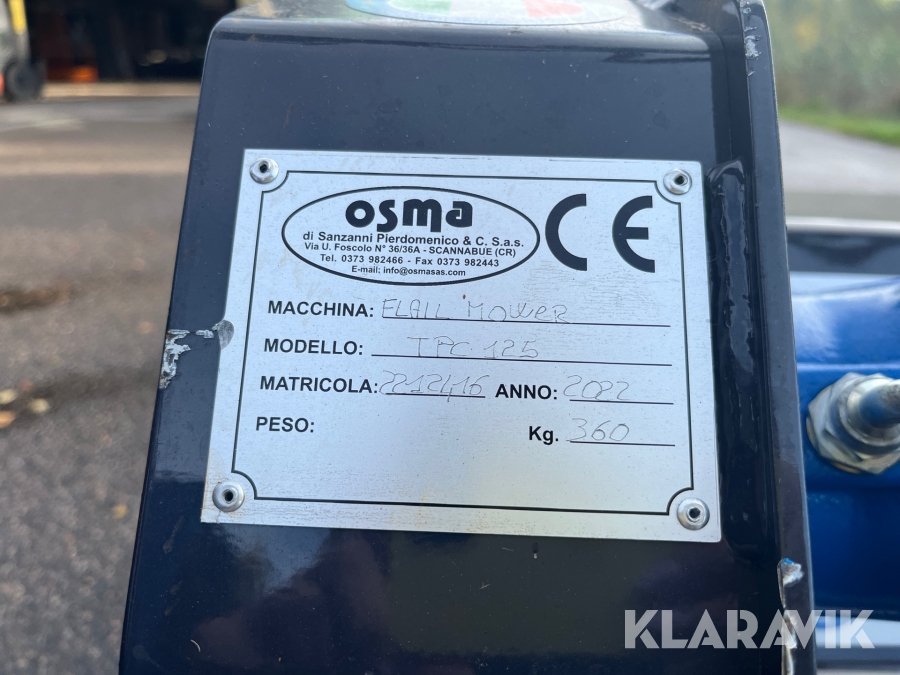 osma
di Sanzanni Pierdomenico & C. S.a.s.
Via U. Foscolo N° 36/36A - SCANNABUE (CR)
Tel. 0373 982466 - Fax 0373 982443
E-mail: info@osmasas.com
CE
MACCHINA: FLAIL MOWER
MODELLO: TPC 125
MATRICOLA: 2212416 ANNO: 2022
PESO: Kg. 360
KLARAVIK